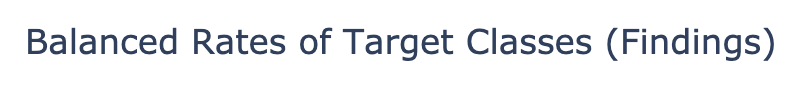 Balanced Rates of Target Classes (Findings)